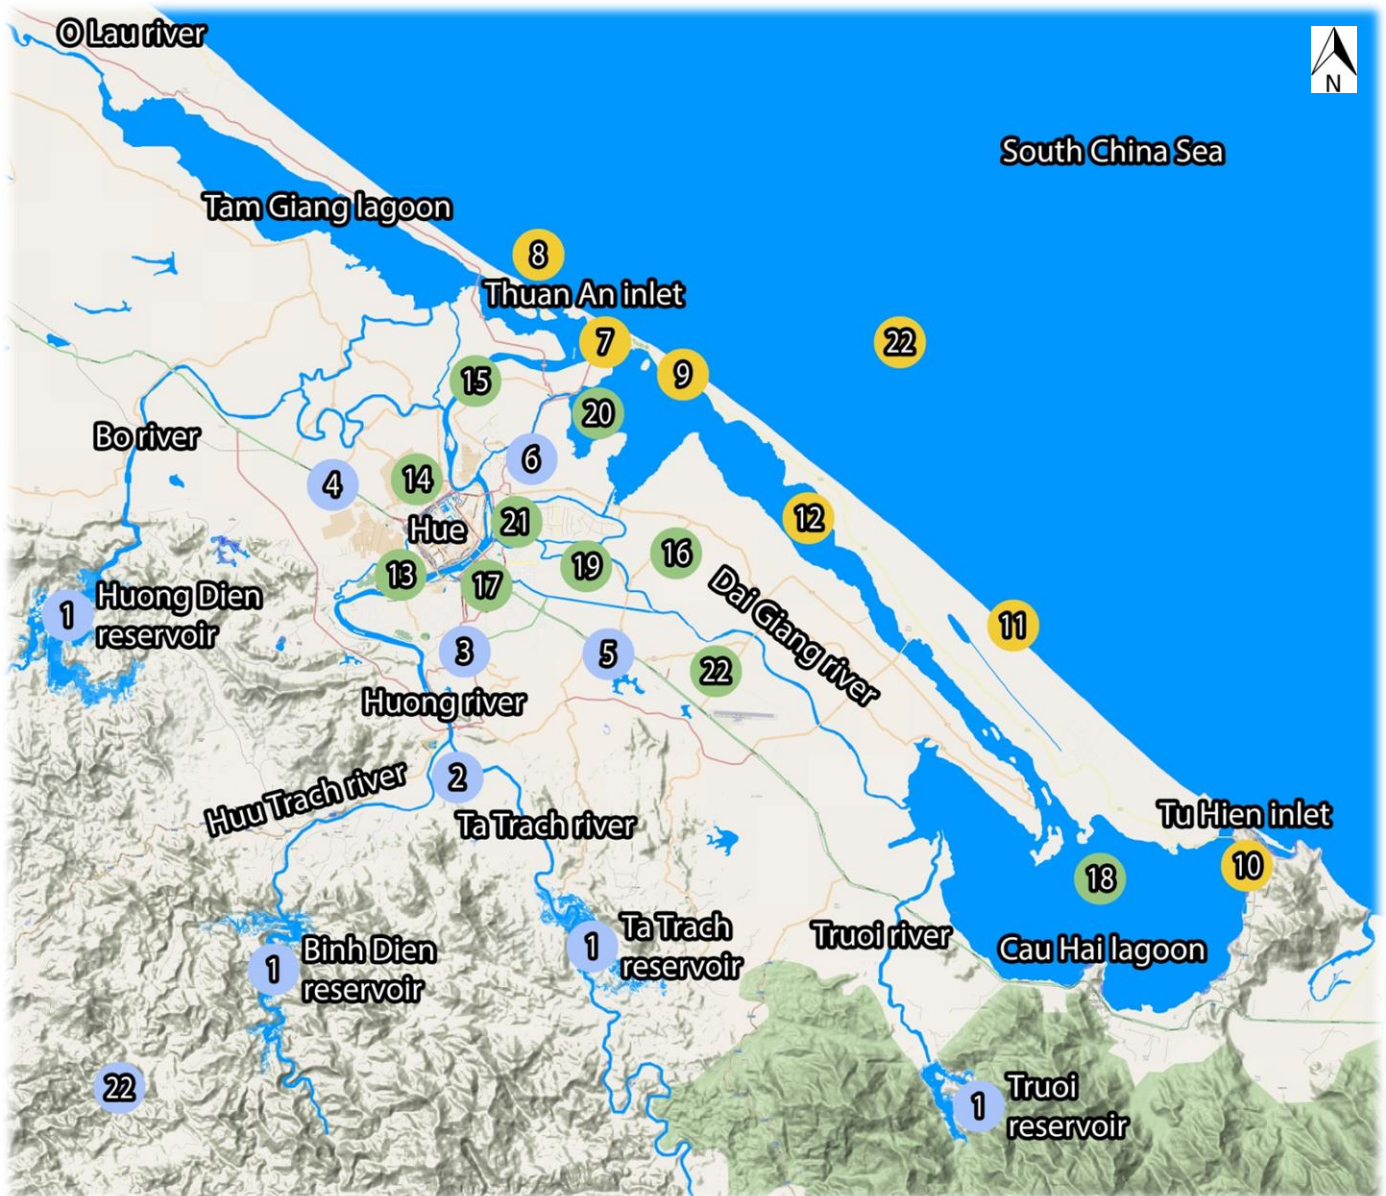 O Lau river
N
South China Sea
Tam Giang lagoon
8
Thuan An inlet
7
22
9
15
20
Bo river
6
4
14
12
21
Hue
16
19
13
17
Dai Giang river
Huong Dien
reservoir
1
11
3
5
22
Huong river
2
Huu Trach river
Ta Trach river
Tu Hien inlet
10
18
Ta Trach
reservoir
1
Truoi river
Cau Hai lagoon
Binh Dien
reservoir
1
22
Truoi
reservoir
1